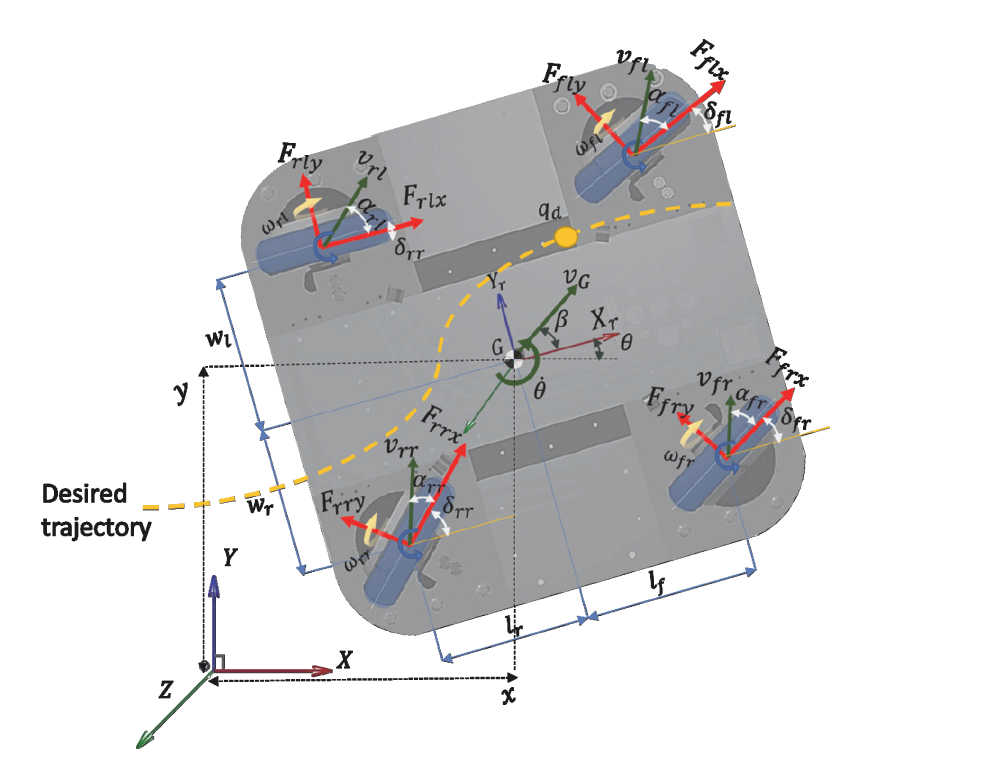 F_flx
v_fl
F_fly
α_fl
δ_fl
ω_fl
F_rly
v_rl
F_rlx
α_rl
ω_rl
δ_rr
q_d
Y_r
v_G
β
X_r
G
θ
θ̇
w_l
y
F_frx
v_fr
α_fr
F_fry
δ_fr
ω_fr
F_rrx
v_rr
α_rr
F_rry
δ_rr
ω_rr
Desired
trajectory
w_r
Y
l_f
l_r
X
Z
x